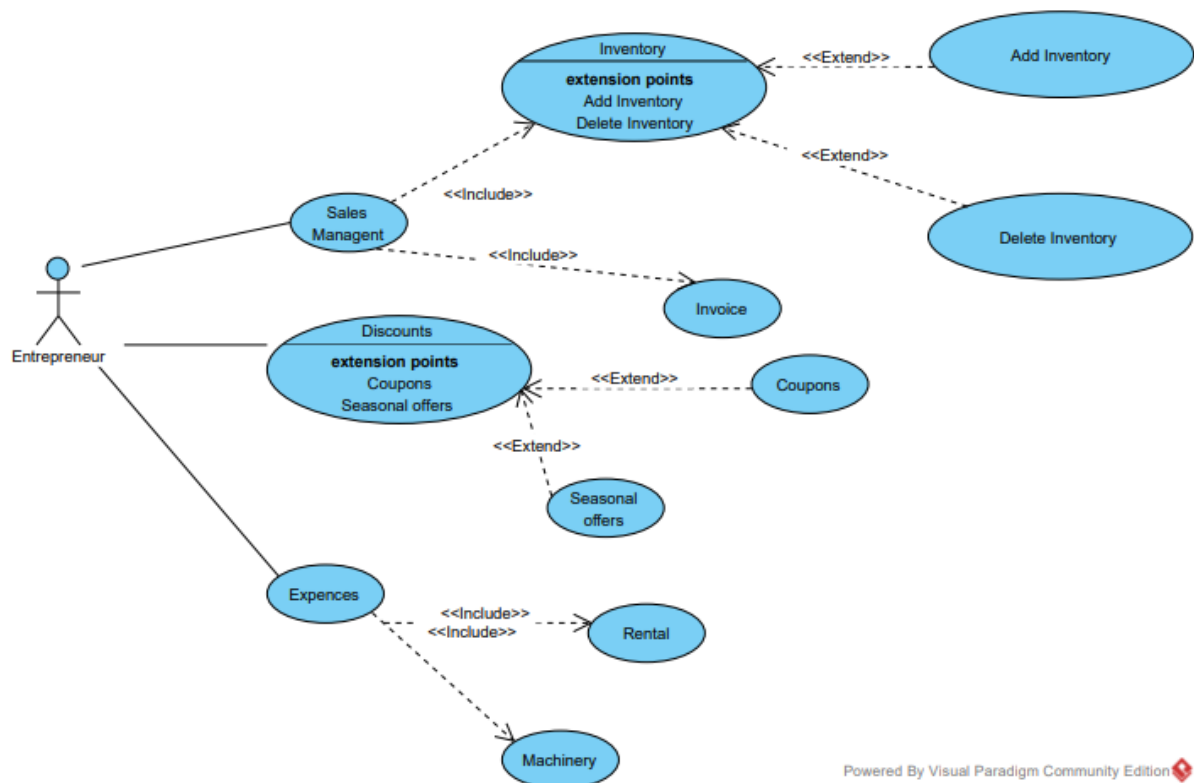 Inventory
extension points
Add Inventory
Delete Inventory
<<Extend>>
Add Inventory
<<Extend>>
Delete Inventory
<<Include>>
Sales
Managent
<<Include>>
Invoice
Entrepreneur
Discounts
extension points
Coupons
Seasonal offers
<<Extend>>
Coupons
<<Extend>>
Seasonal
offers
Expences
<<Include>>
<<Include>>
Rental
Machinery
Powered By Visual Paradigm Community Edition